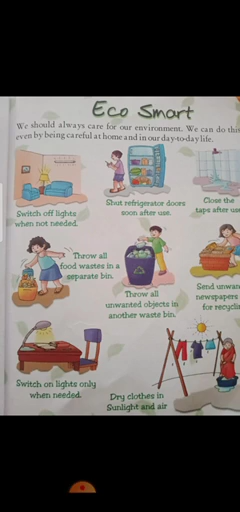 Eco Smart
We should always care for our environment. We can do this
even by being careful at home and in our day-to-day life.
Switch off lights
when not needed.
Shut refrigerator doors
soon after use.
Close the
taps after use
Throw all
food wastes in a
separate bin.
Throw all
unwanted objects in
another waste bin.
Send unwan
newspapers
for recyclin
Switch on lights only
when needed.
Dry clothes in
Sunlight and air